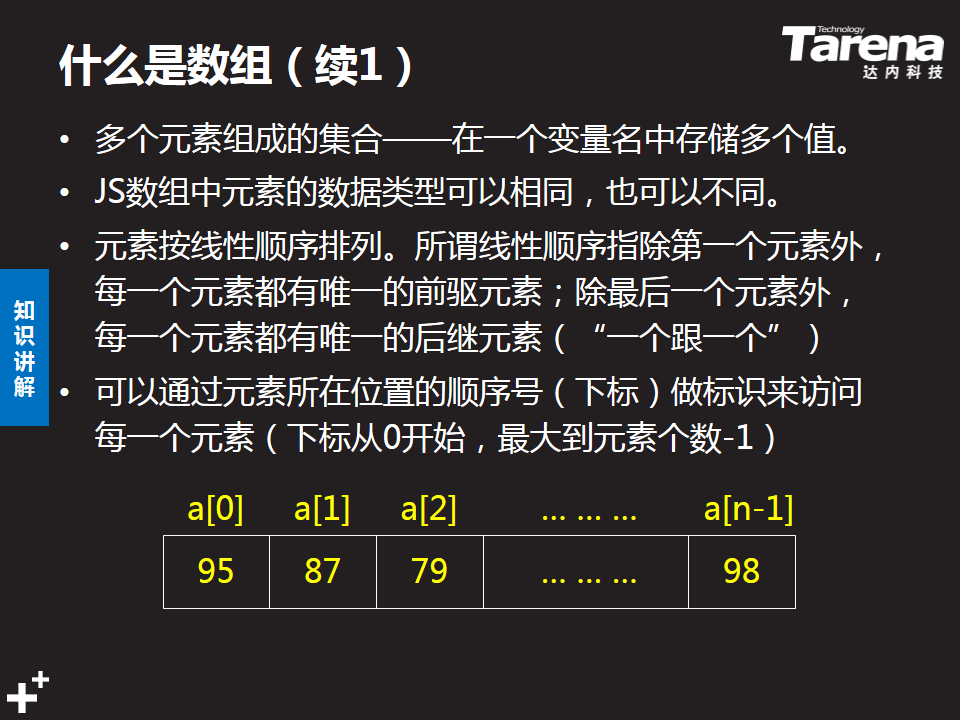 什么是数组（续1）
Technology
Tarena
达内科技
• 多个元素组成的集合——在一个变量名中存储多个值。
• JS数组中元素的数据类型可以相同，也可以不同。
• 元素按线性顺序排列。所谓线性顺序指除第一个元素外，
每一个元素都有唯一的前驱元素；除最后一个元素外，
每一个元素都有唯一的后继元素（“一个跟一个”）
知识讲解
• 可以通过元素所在位置的顺序号（下标）做标识来访问
每一个元素（下标从0开始，最大到元素个数-1）
a[0] a[1] a[2] … … … a[n-1]
95 87 79 … … … 98